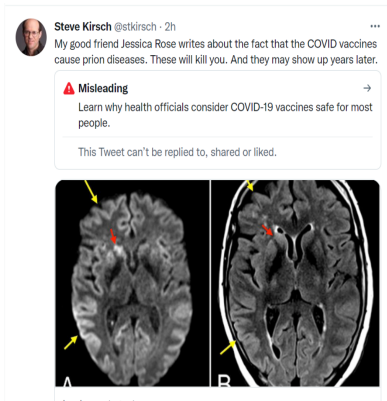 Steve Kirsch @stkirsch · 2h
My good friend Jessica Rose writes about the fact that the COVID vaccines
cause prion diseases. These will kill you. And they may show up years later.
Misleading
Learn why health officials consider COVID-19 vaccines safe for most
people.
This Tweet can't be replied to, shared or liked.
A B